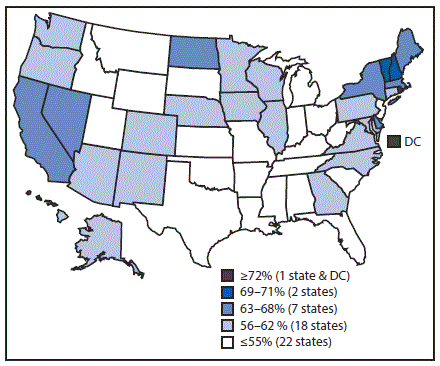 DC
≥72% (1 state & DC)
69–71% (2 states)
63–68% (7 states)
56–62 % (18 states)
≤55% (22 states)